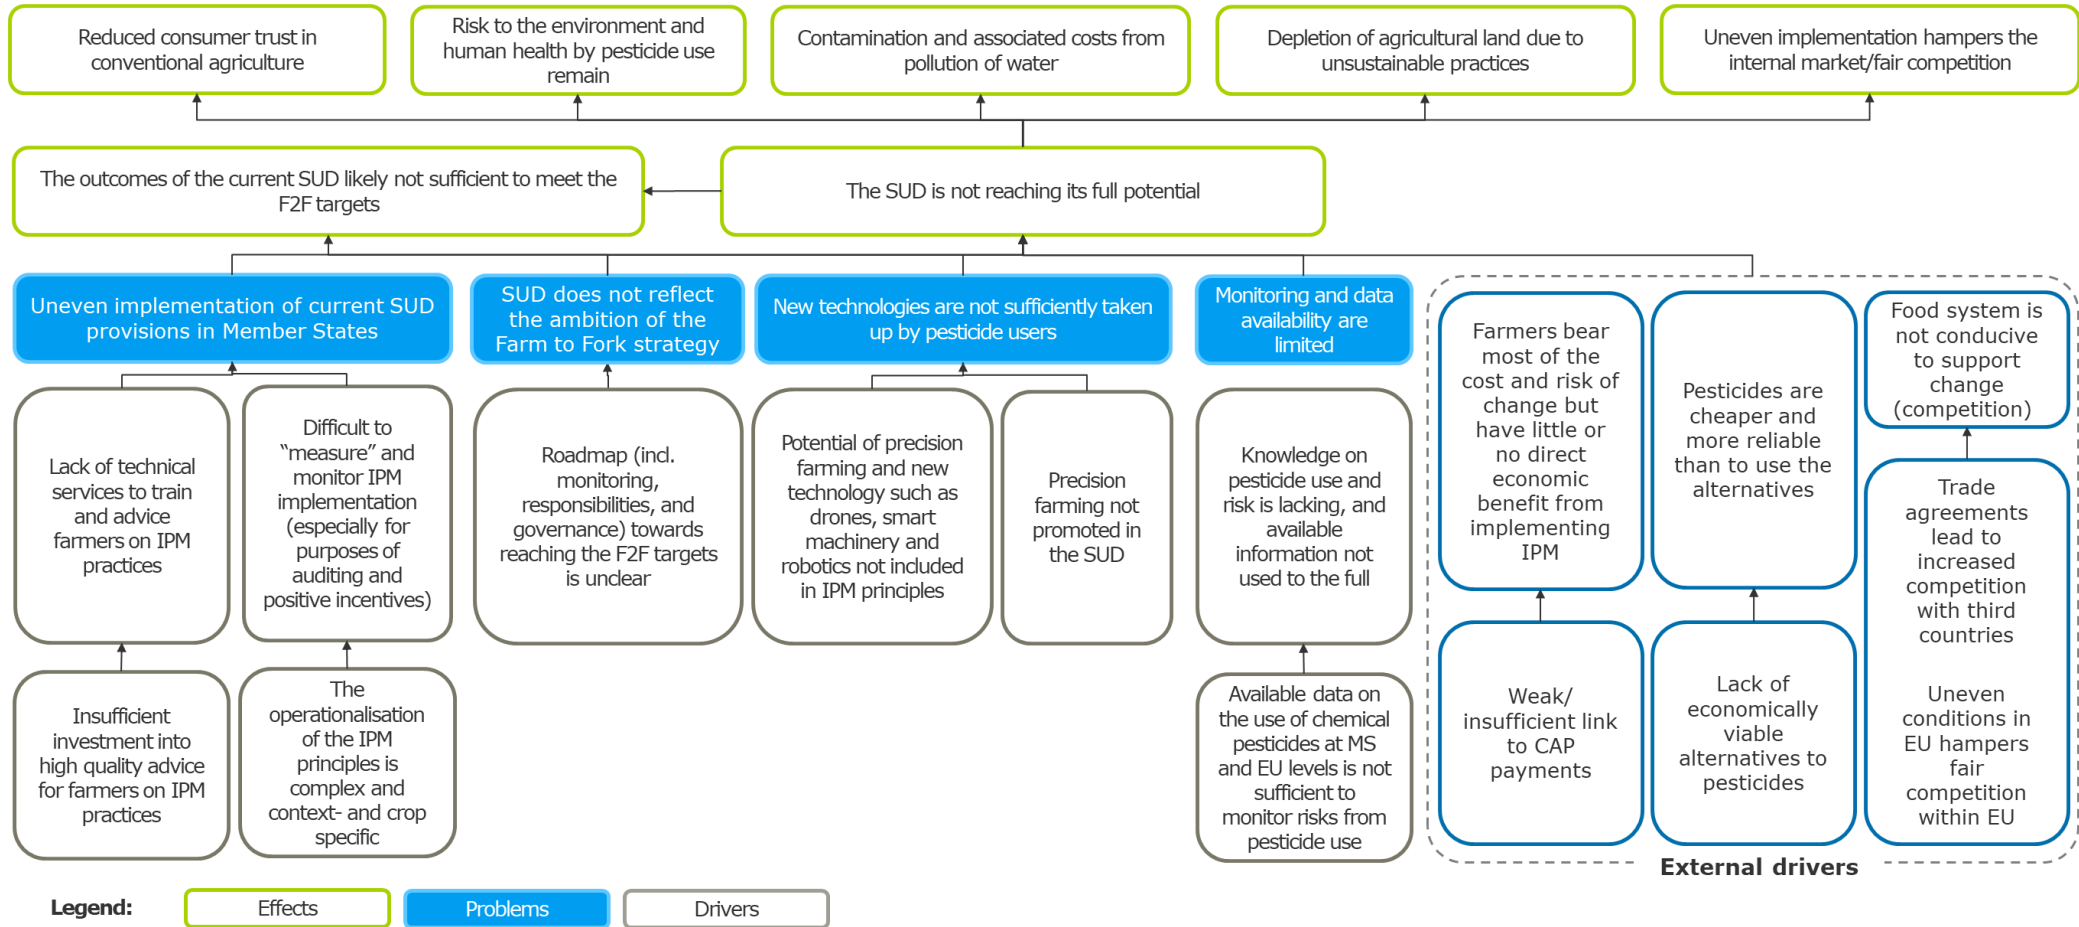 Reduced consumer trust in
conventional agriculture
Risk to the environment and
human health by pesticide use
remain
Contamination and associated costs from
pollution of water
Depletion of agricultural land due to
unsustainable practices
Uneven implementation hampers the
internal market/fair competition
The outcomes of the current SUD likely not sufficient to meet the
F2F targets
The SUD is not reaching its full potential
Uneven implementation of current SUD
provisions in Member States
SUD does not reflect
the ambition of the
Farm to Fork strategy
New technologies are not sufficiently taken
up by pesticide users
Monitoring and data
availability are
limited
Lack of technical
services to train
and advice
farmers on IPM
practices
Difficult to
“measure” and
monitor IPM
implementation
(especially for
purposes of
auditing and
positive incentives)
Roadmap (incl.
monitoring,
responsibilities, and
governance) towards
reaching the F2F targets
is unclear
Potential of precision
farming and new
technology such as
drones, smart
machinery and
robotics not included
in IPM principles
Precision
farming not
promoted in
the SUD
Knowledge on
pesticide use and
risk is lacking, and
available
information not
used to the full
Farmers bear
most of the
cost and risk of
change but
have little or
no direct
economic
benefit from
implementing
IPM
Pesticides are
cheaper and
more reliable
than to use the
alternatives
Food system is
not conducive
to support
change
(competition)
Insufficient
investment into
high quality advice
for farmers on IPM
practices
The
operationalisation
of the IPM
principles is
complex and
context- and crop
specific
Available data on
the use of chemical
pesticides at MS
and EU levels is not
sufficient to
monitor risks from
pesticide use
Weak/
insufficient link
to CAP
payments
Lack of
economically
viable
alternatives to
pesticides
Trade
agreements
lead to
increased
competition
with third
countries
Uneven
conditions in
EU hampers
fair
competition
within EU
External drivers
Legend:
Effects
Problems
Drivers